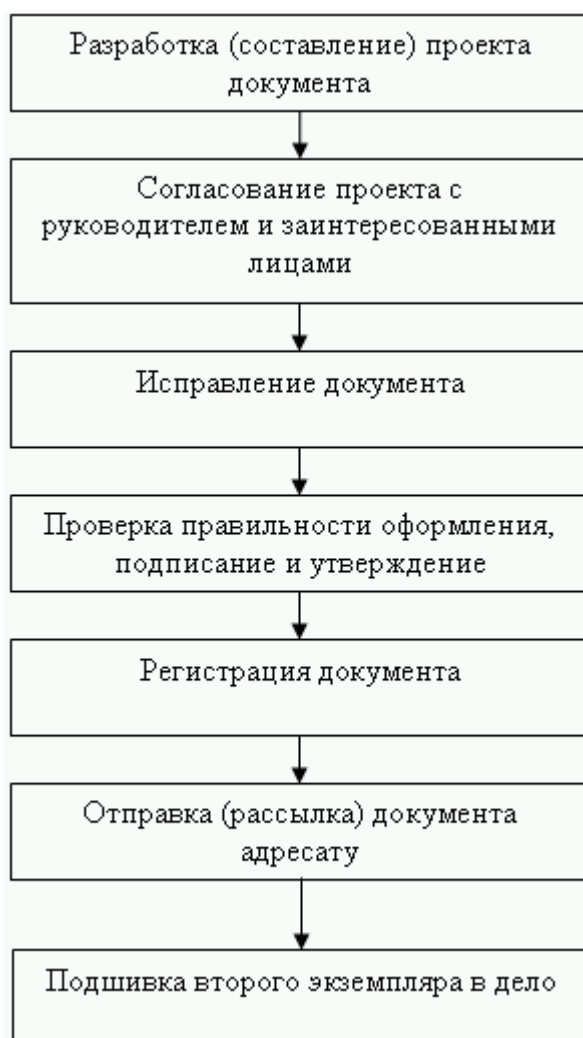 Разработка (составление) проекта
документа
Согласование проекта с
руководителем и заинтересованными
лицами
Исправление документа
Проверка правильности оформления,
подписание и утверждение
Регистрация документа
Отправка (рассылка) документа
адресату
Подшивка второго экземпляра в дело